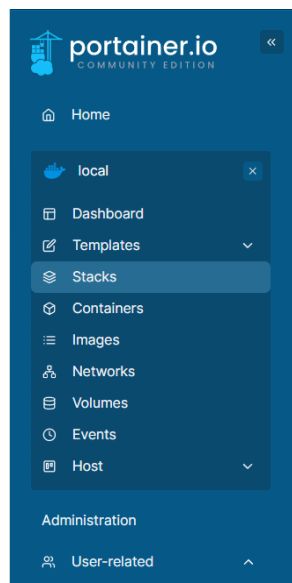 portainer.io
COMMUNITY EDITION
Home
local
Dashboard
Templates
Stacks
Containers
Images
Networks
Volumes
Events
Host
Administration
User-related